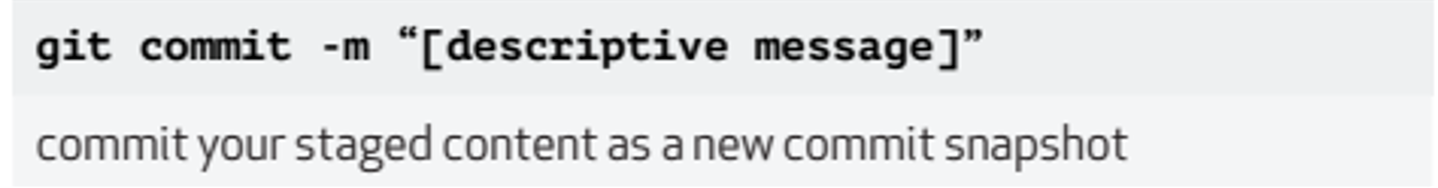 git commit -m “[descriptive message]”
commit your staged content as a new commit snapshot